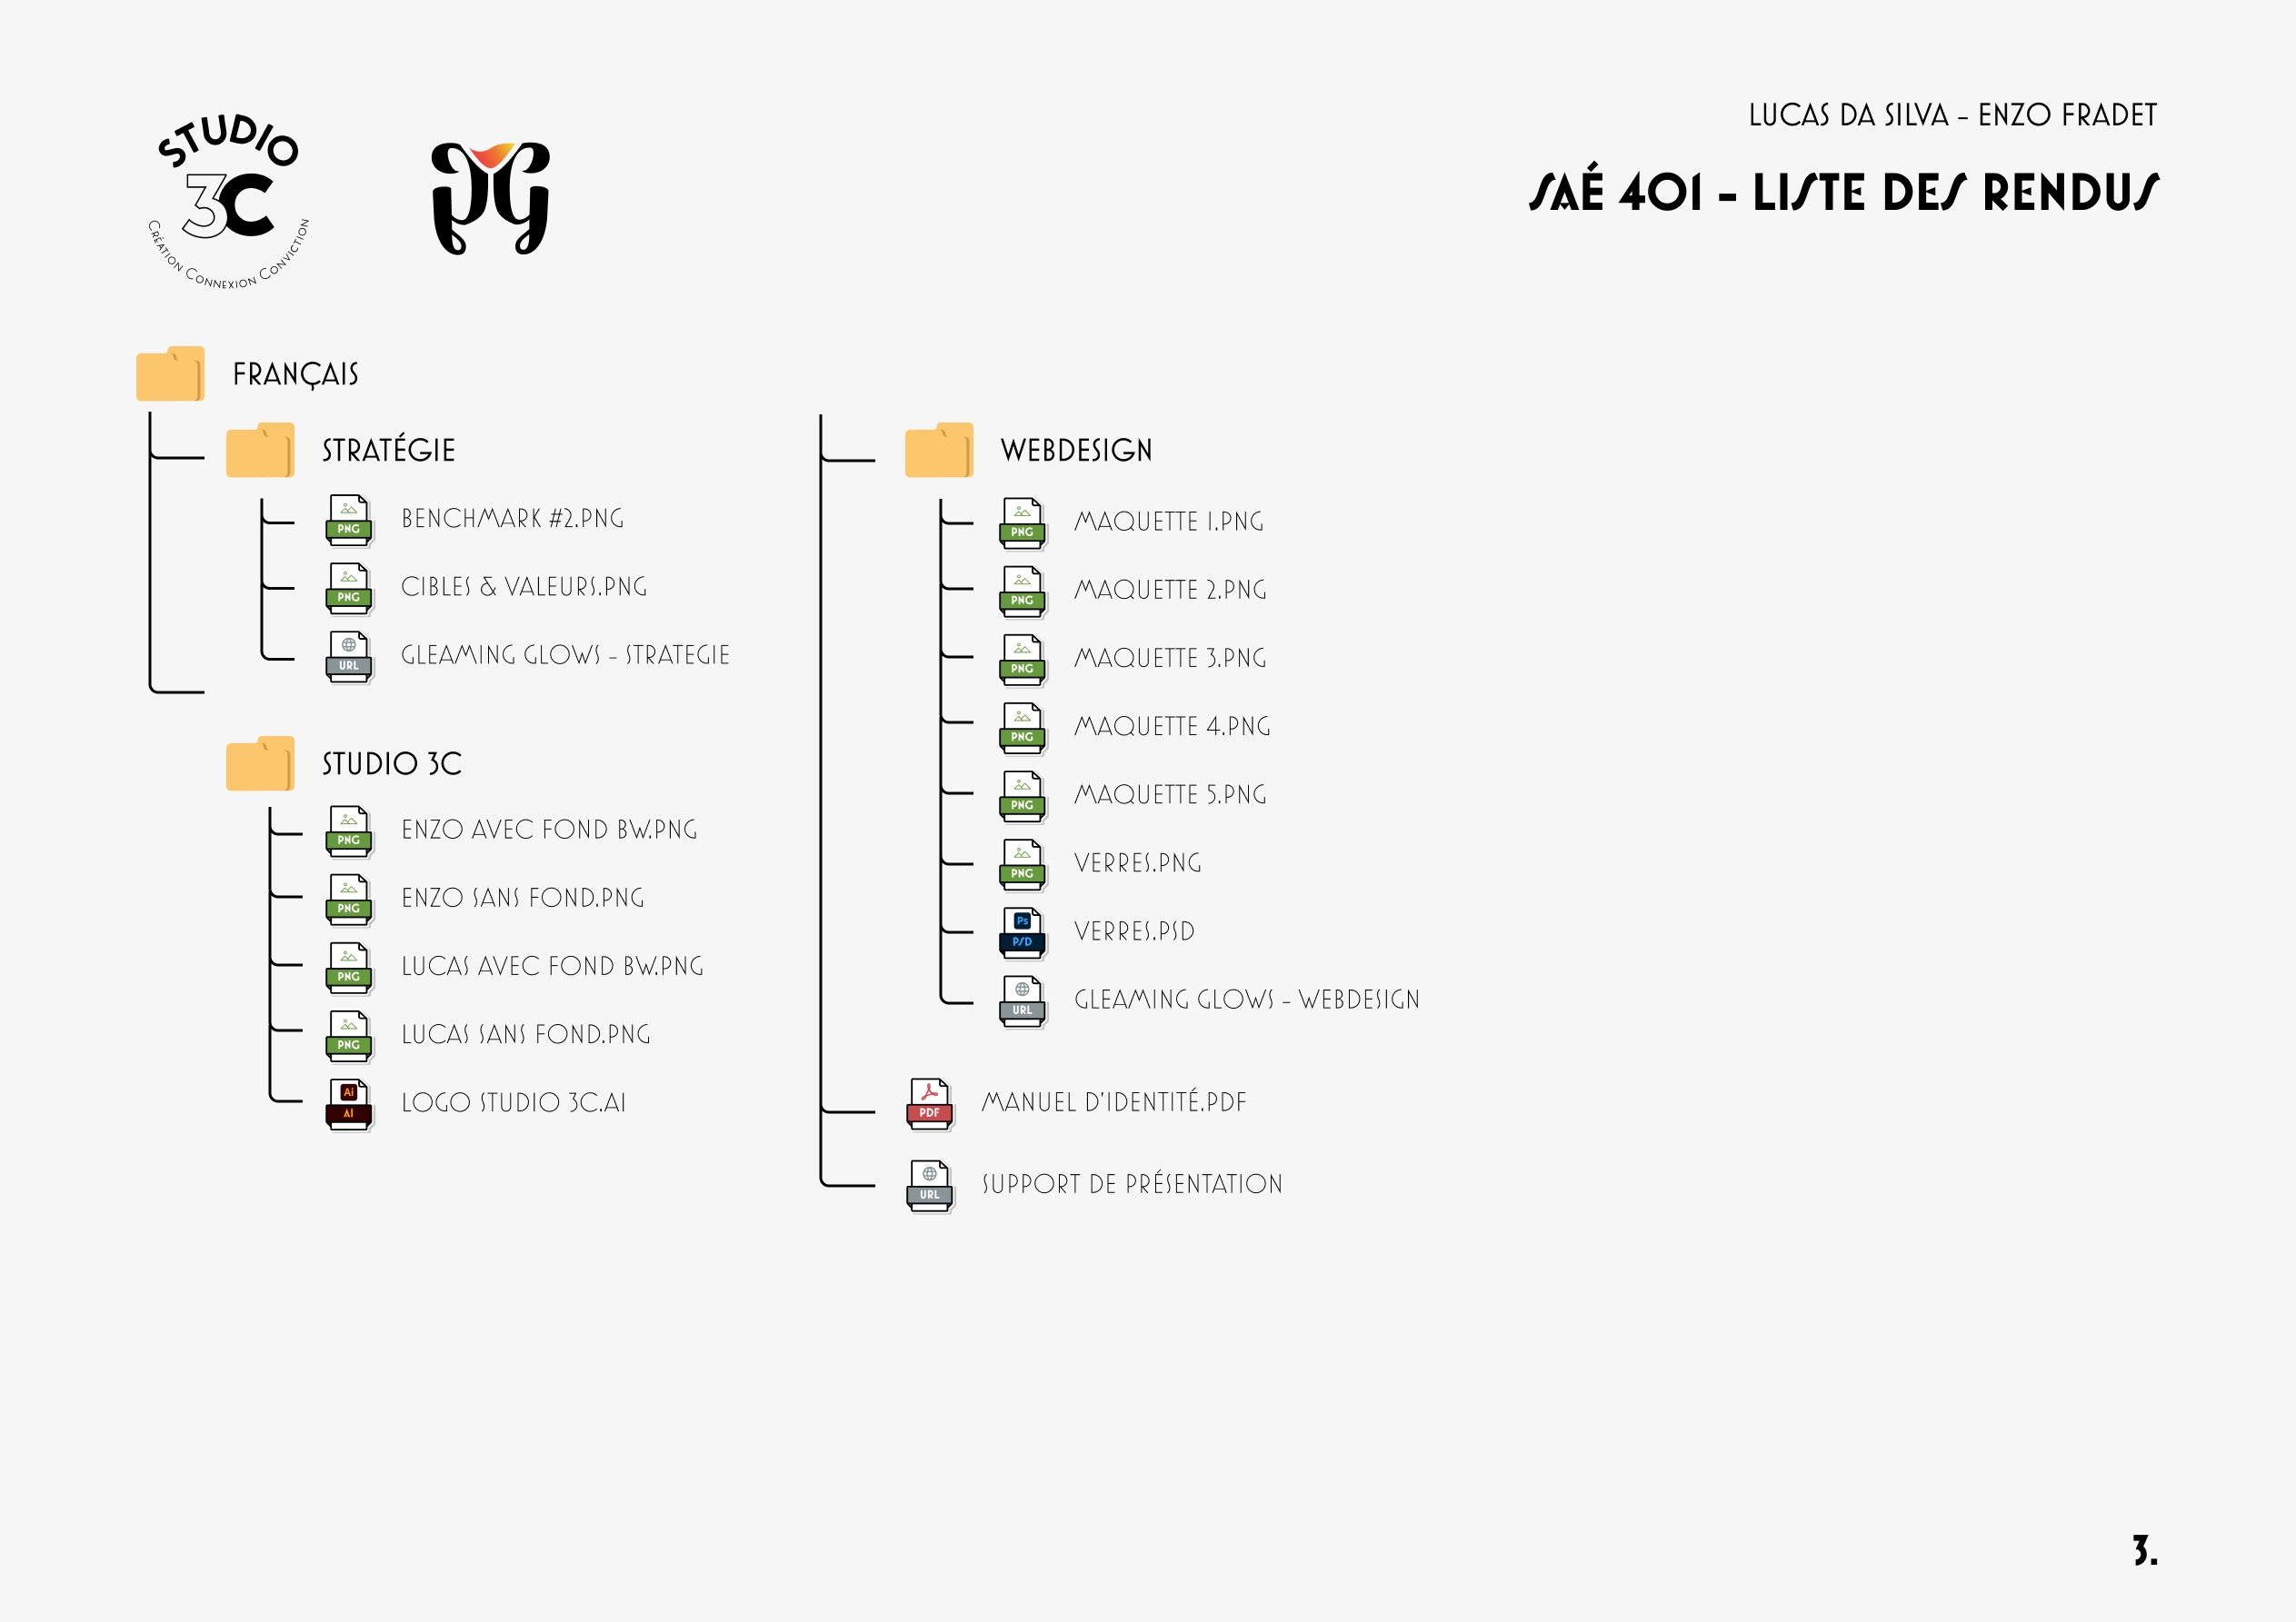 STUDIO
3C
Création Connexion Conviction
LUCAS DA SILVA – ENZO FRADET
SAÉ 401 – LISTE DES RENDUS
FRANÇAIS
STRATÉGIE
PNG BENCHMARK #2.PNG
PNG CIBLES & VALEURS.PNG
URL GLEAMING GLOWS – STRATEGIE
STUDIO 3C
PNG ENZO AVEC FOND BW.PNG
PNG ENZO SANS FOND.PNG
PNG LUCAS AVEC FOND BW.PNG
PNG LUCAS SANS FOND.PNG
Ai
AI LOGO STUDIO 3C.AI
WEBDESIGN
PNG MAQUETTE 1.PNG
PNG MAQUETTE 2.PNG
PNG MAQUETTE 3.PNG
PNG MAQUETTE 4.PNG
PNG MAQUETTE 5.PNG
PNG VERRES.PNG
Ps
P/D VERRES.PSD
URL GLEAMING GLOWS – WEBDESIGN
PDF MANUEL D'IDENTITÉ.PDF
URL SUPPORT DE PRÉSENTATION
3.